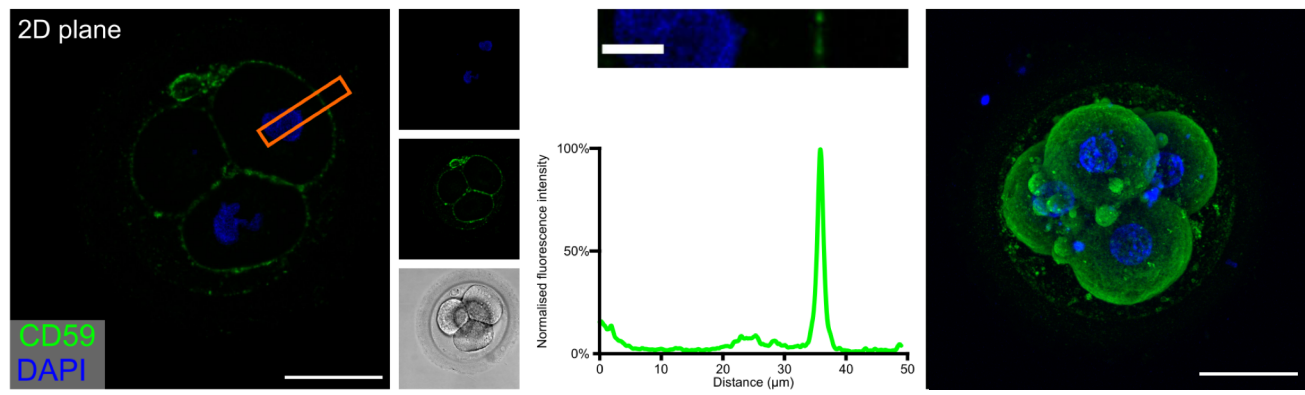 2D plane
CD59
DAPI
Normalised fluorescence intensity
100%
50%
0%
0 10 20 30 40 50
Distance (μm)